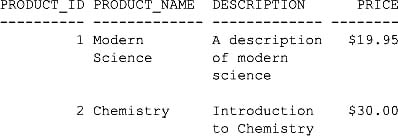 PRODUCT_ID PRODUCT_NAME  DESCRIPTION      PRICE
---------- ------------- ------------- --------
         1 Modern        A description   $19.95
           Science       of modern
                         science
         2 Chemistry     Introduction    $30.00
                         to Chemistry